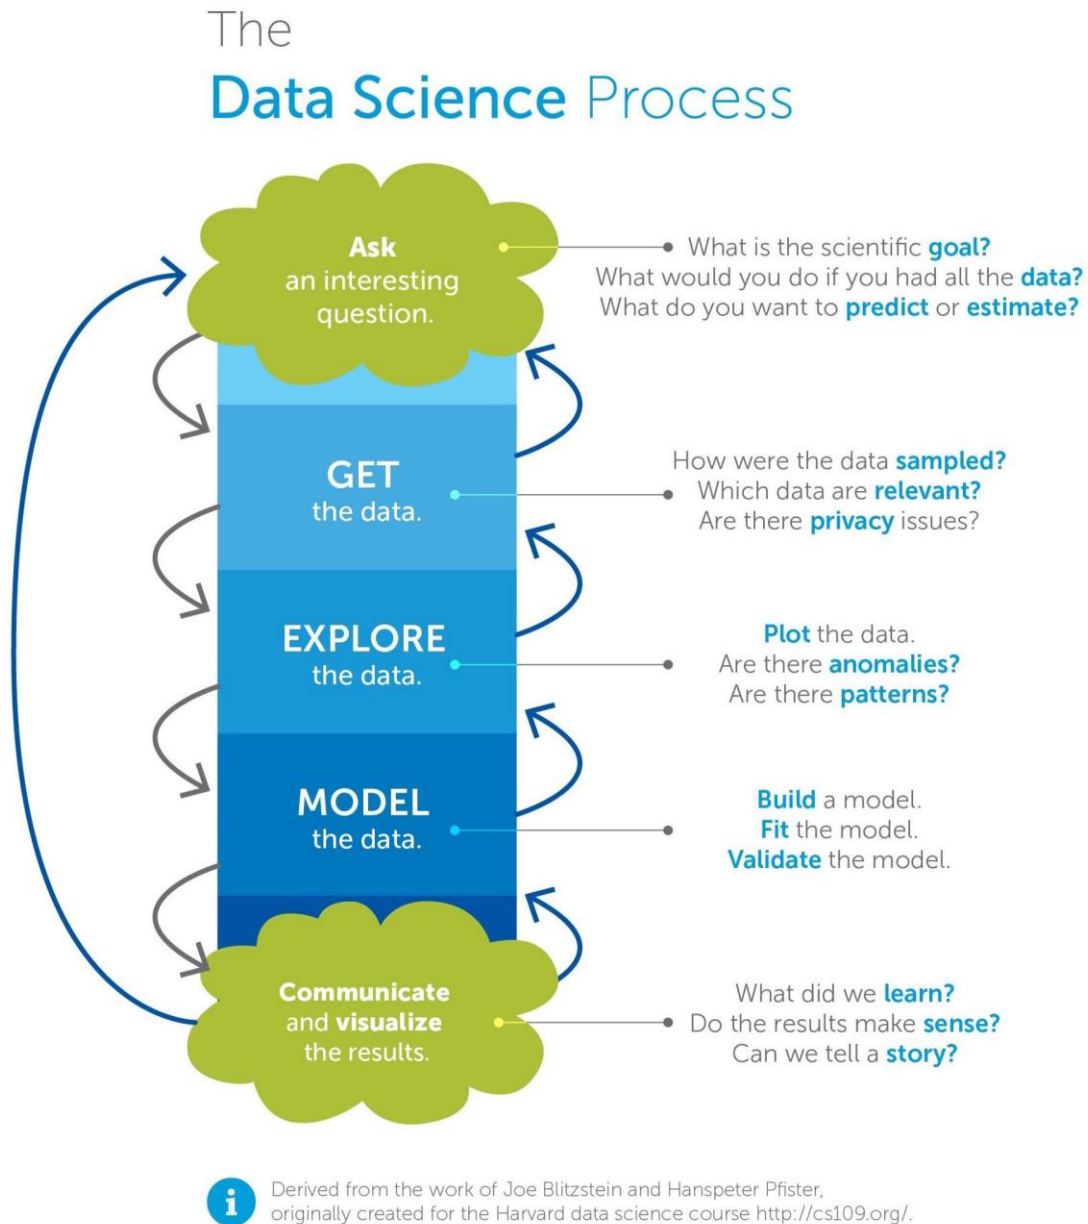 The
Data Science Process
Ask
an interesting
question.
What is the scientific goal?
What would you do if you had all the data?
What do you want to predict or estimate?
GET
the data.
How were the data sampled?
Which data are relevant?
Are there privacy issues?
EXPLORE
the data.
Plot the data.
Are there anomalies?
Are there patterns?
MODEL
the data.
Build a model.
Fit the model.
Validate the model.
Communicate
and visualize
the results.
What did we learn?
Do the results make sense?
Can we tell a story?
i
Derived from the work of Joe Blitzstein and Hanspeter Pfister,
originally created for the Harvard data science course http://cs109.org/.